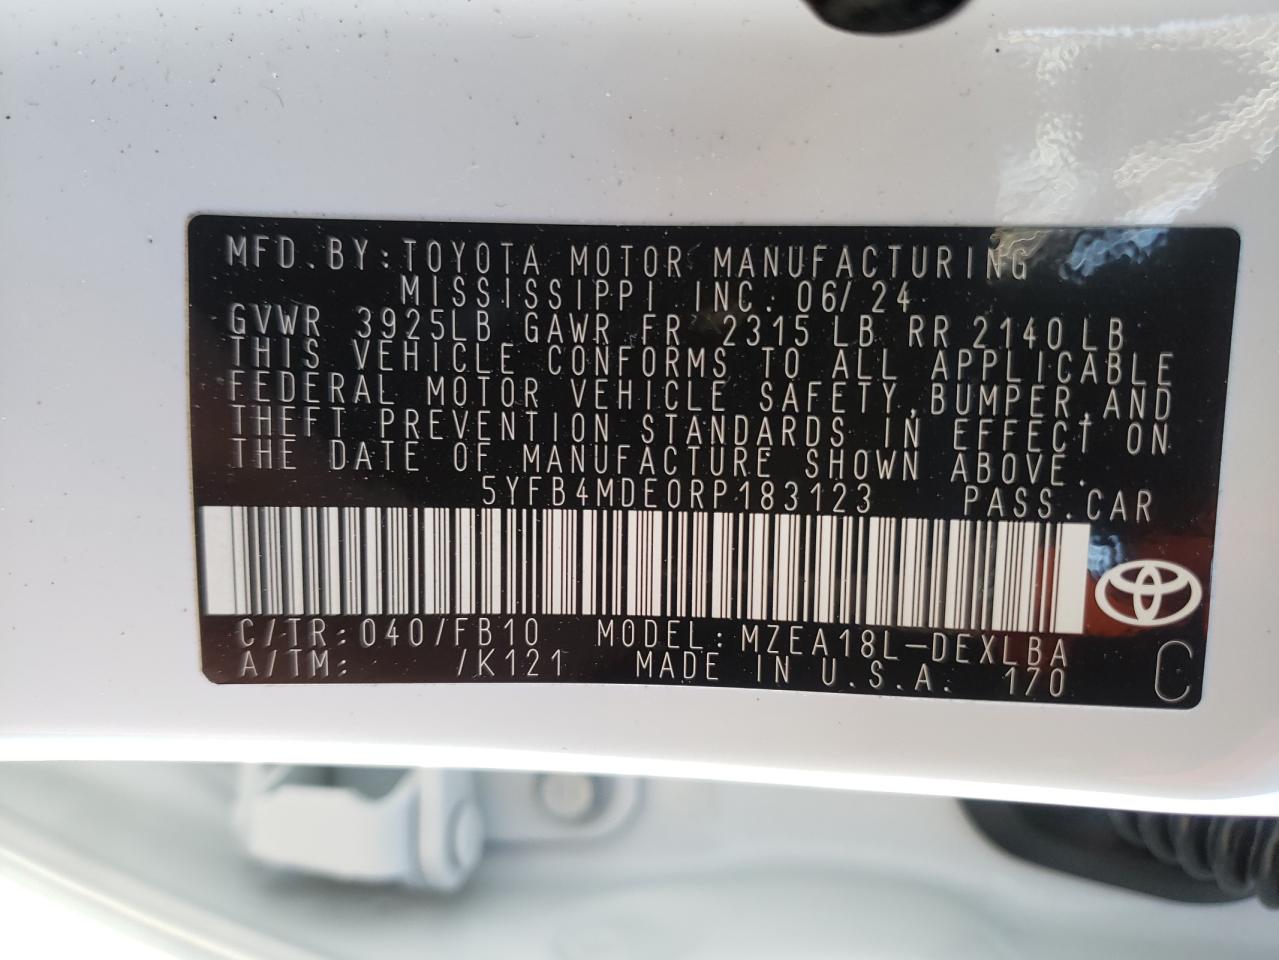 MFD. BY: TOYOTA MOTOR MANUFACTURING
MISSISSIPPI INC. 06/24
GVWR 3925LB GAWR FR 2315 LB RR 2140 LB
THIS VEHICLE CONFORMS TO ALL APPLICABLE
FEDERAL MOTOR VEHICLE SAFETY, BUMPER, AND
THEFT PREVENTION STANDARDS IN EFFECT ON
THE DATE OF MANUFACTURE SHOWN ABOVE.
5YFB4MDE0RP183123 PASS. CAR
C/TR: 040/FB10 MODEL: MZEA18L-DEXLBA
A/TM: /K121 MADE IN U.S.A. 170 C